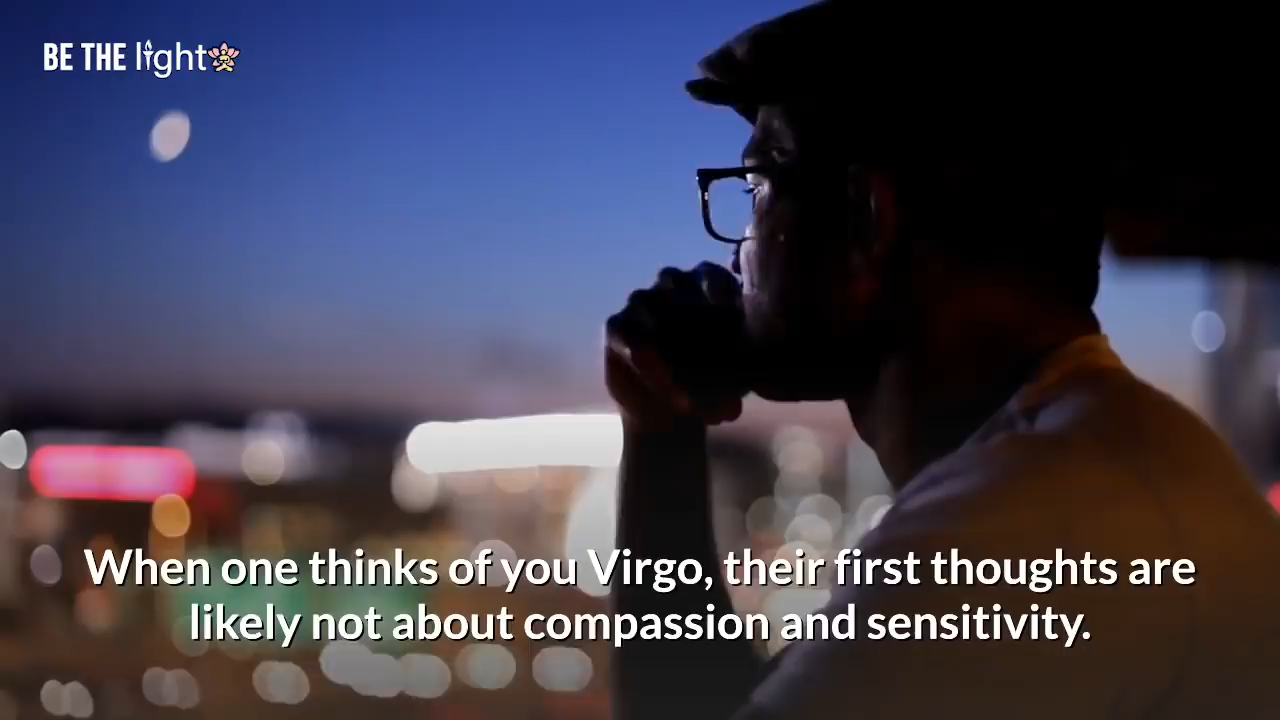 BE THE light
When one thinks of you Virgo, their first thoughts are
likely not about compassion and sensitivity.